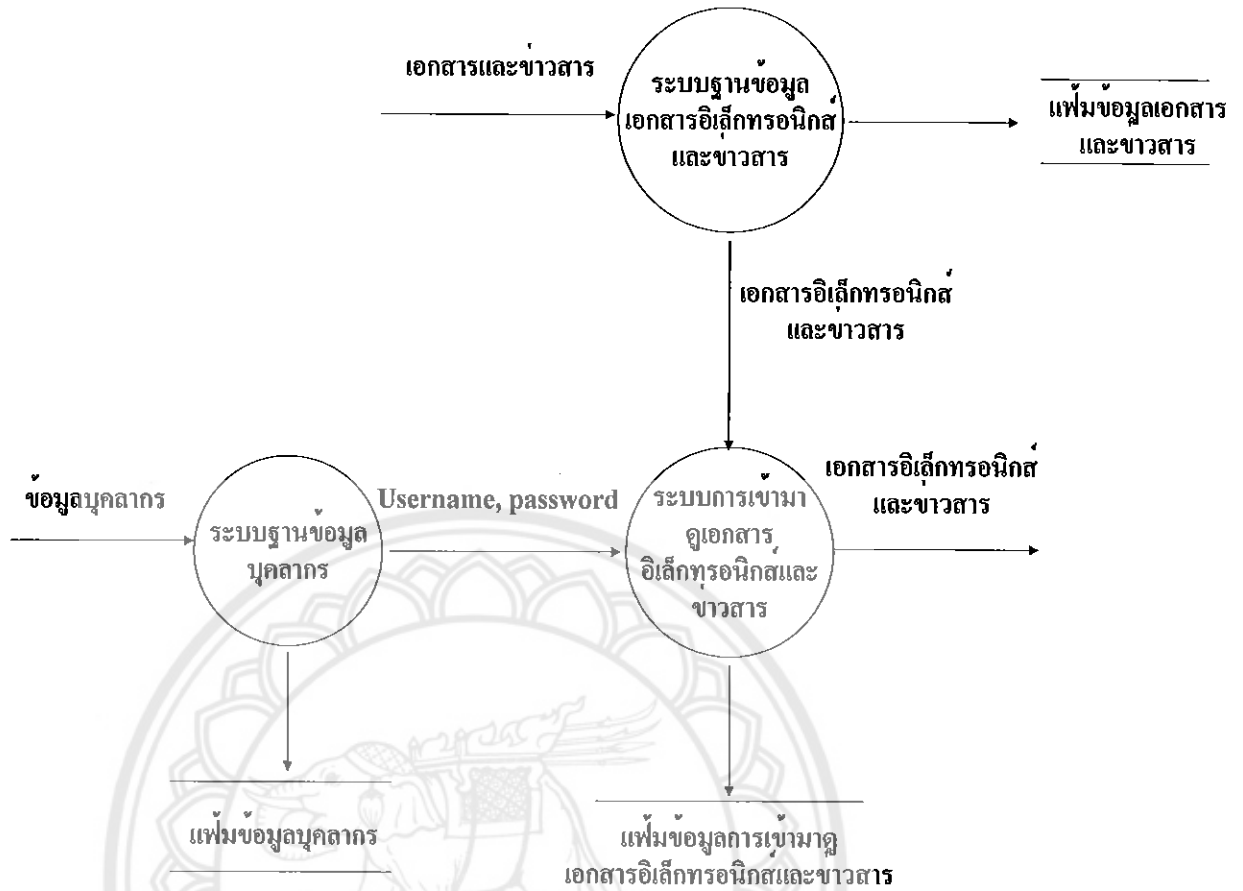 เอกสารและข่าวสาร
ระบบฐานข้อมูล
เอกสารอิเล็กทรอนิกส์
และข่าวสาร
แฟ้มข้อมูลเอกสาร
และข่าวสาร
เอกสารอิเล็กทรอนิกส์
และข่าวสาร
ข้อมูลบุคลากร
ระบบฐานข้อมูล
บุคลากร
Username, password
ระบบการเข้ามา
ดูเอกสาร
อิเล็กทรอนิกส์และ
ข่าวสาร
เอกสารอิเล็กทรอนิกส์
และข่าวสาร
แฟ้มข้อมูลบุคลากร
แฟ้มข้อมูลการเข้ามาดู
เอกสารอิเล็กทรอนิกส์และข่าวสาร